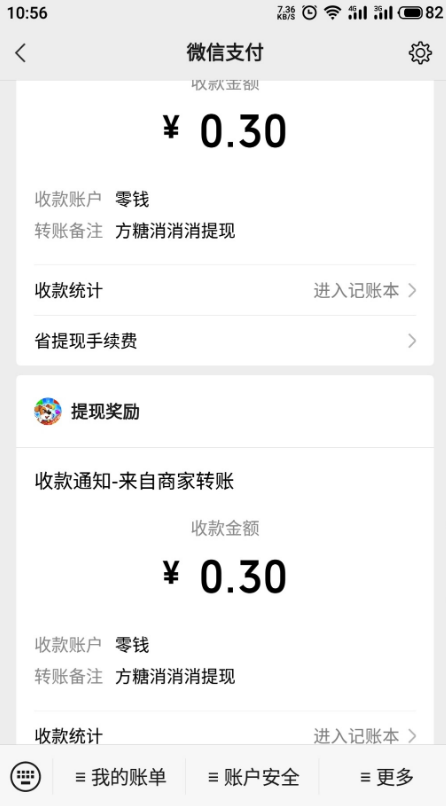 10:56
7.36 KB/S 4G 3G 82
微信支付
收款金额
¥ 0.30
收款账户 零钱
转账备注 方糖消消消提现
收款统计 进入记账本
省提现手续费
提现奖励
收款通知-来自商家转账
收款金额
¥ 0.30
收款账户 零钱
转账备注 方糖消消消提现
收款统计 进入记账本
我的账单 账户安全 更多